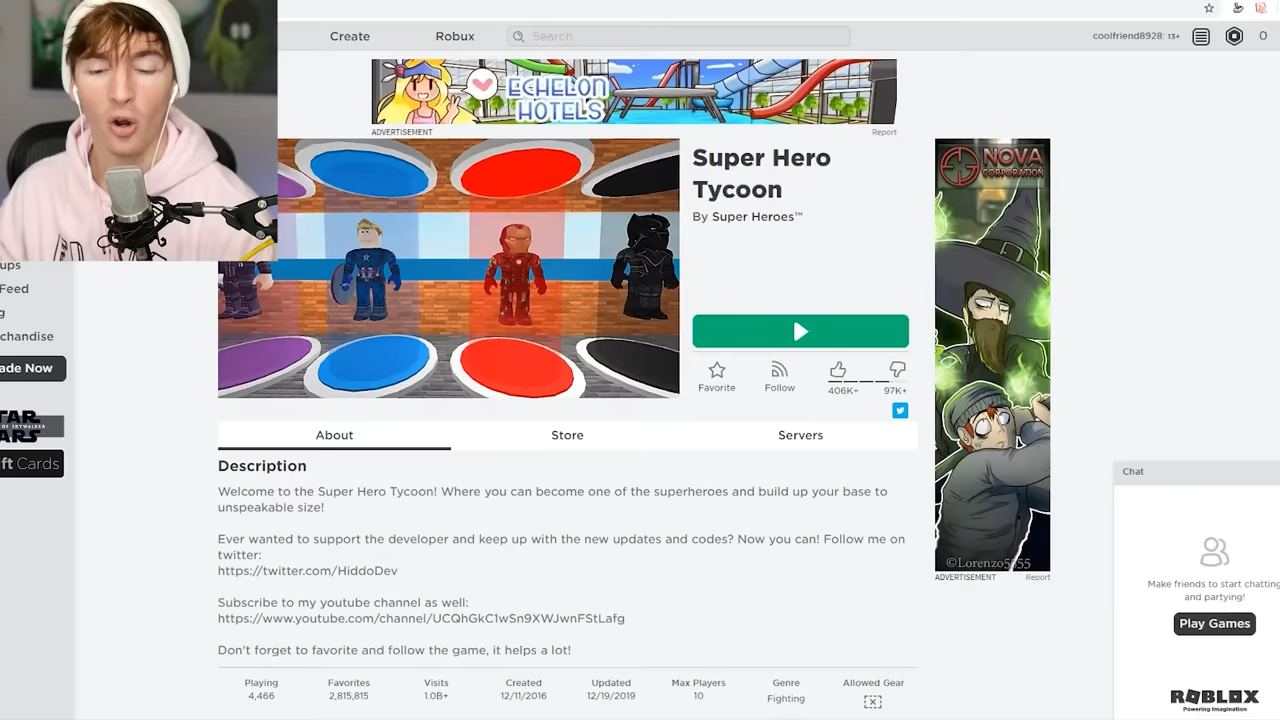 Create
Robux
Search
coolfriend8928: 13+
0
ECHELON
HOTELS
ADVERTISEMENT
Report
Super Hero
Tycoon
By Super Heroes™
NOVA
CORPORATION
ups
Feed
g
chandise
ade Now
STAR
OF SKYWALKER
WARS
ft Cards
Favorite
Follow
406K+
97K+
About
Store
Servers
Description
Welcome to the Super Hero Tycoon! Where you can become one of the superheroes and build up your base to
unspeakable size!
Ever wanted to support the developer and keep up with the new updates and codes? Now you can! Follow me on
twitter:
https://twitter.com/HiddoDev
Subscribe to my youtube channel as well:
https://www.youtube.com/channel/UCQhGkC1wSn9XWJwnFStLafg
Don't forget to favorite and follow the game, it helps a lot!
Playing
4,466
Favorites
2,815,815
Visits
1.0B+
Created
12/11/2016
Updated
12/19/2019
Max Players
10
Genre
Fighting
Allowed Gear
©Lorenzo5555
ADVERTISEMENT
Report
Chat
Make friends to start chatting
and partying!
Play Games
ROBLOX
Powering Imagination